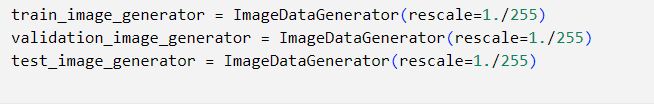 train_image_generator = ImageDataGenerator(rescale=1./255)
validation_image_generator = ImageDataGenerator(rescale=1./255)
test_image_generator = ImageDataGenerator(rescale=1./255)